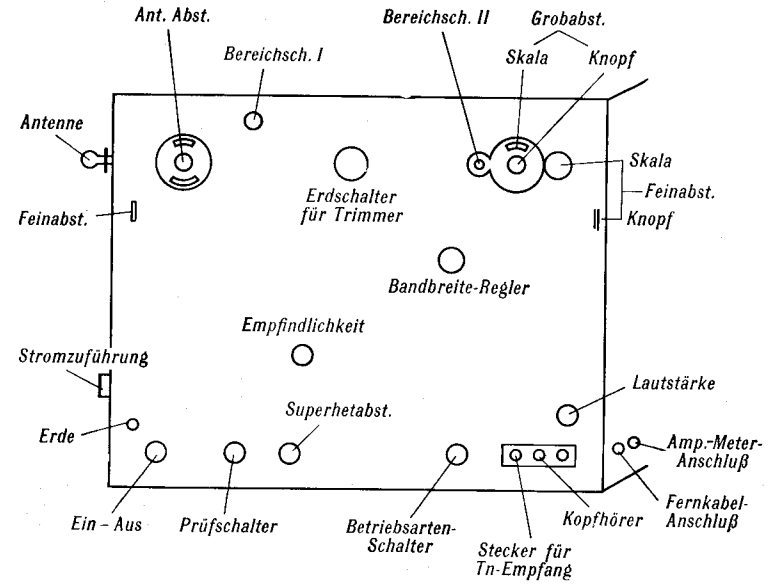 Ant. Abst.
Bereichsch. II
Grobabst.
Bereichsch. I
Skala
Knopf
Antenne
Skala
Erdschalter
für Trimmer
Feinabst.
Feinabst.
Knopf
Bandbreite-Regler
Empfindlichkeit
Stromzuführung
Lautstärke
Superhetabst.
Erde
Amp.-Meter-
Anschluß
Ein - Aus
Prüfschalter
Betriebsarten-
Schalter
Stecker für
Tn-Empfang
Kopfhörer
Fernkabel-
Anschluß